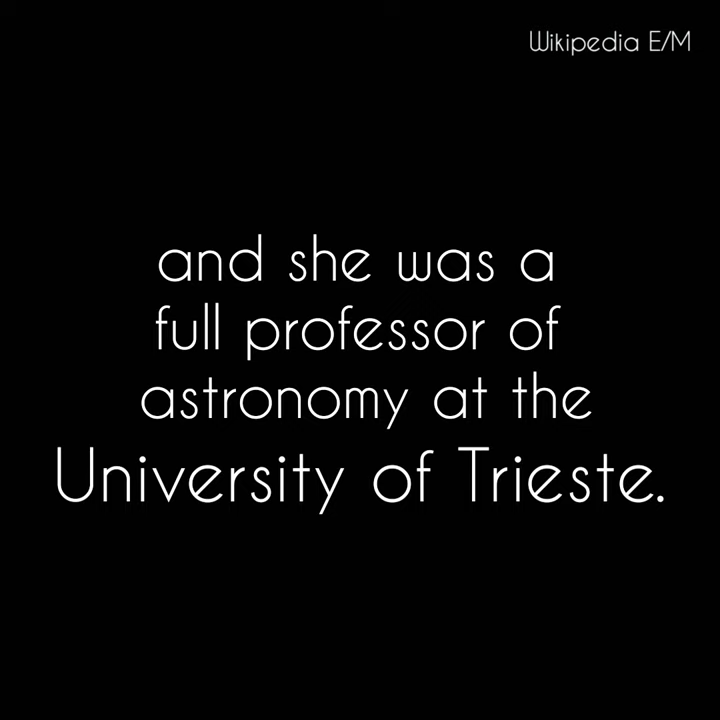 Wikipedia E/M
and she was a
full professor of
astronomy at the
University of Trieste.